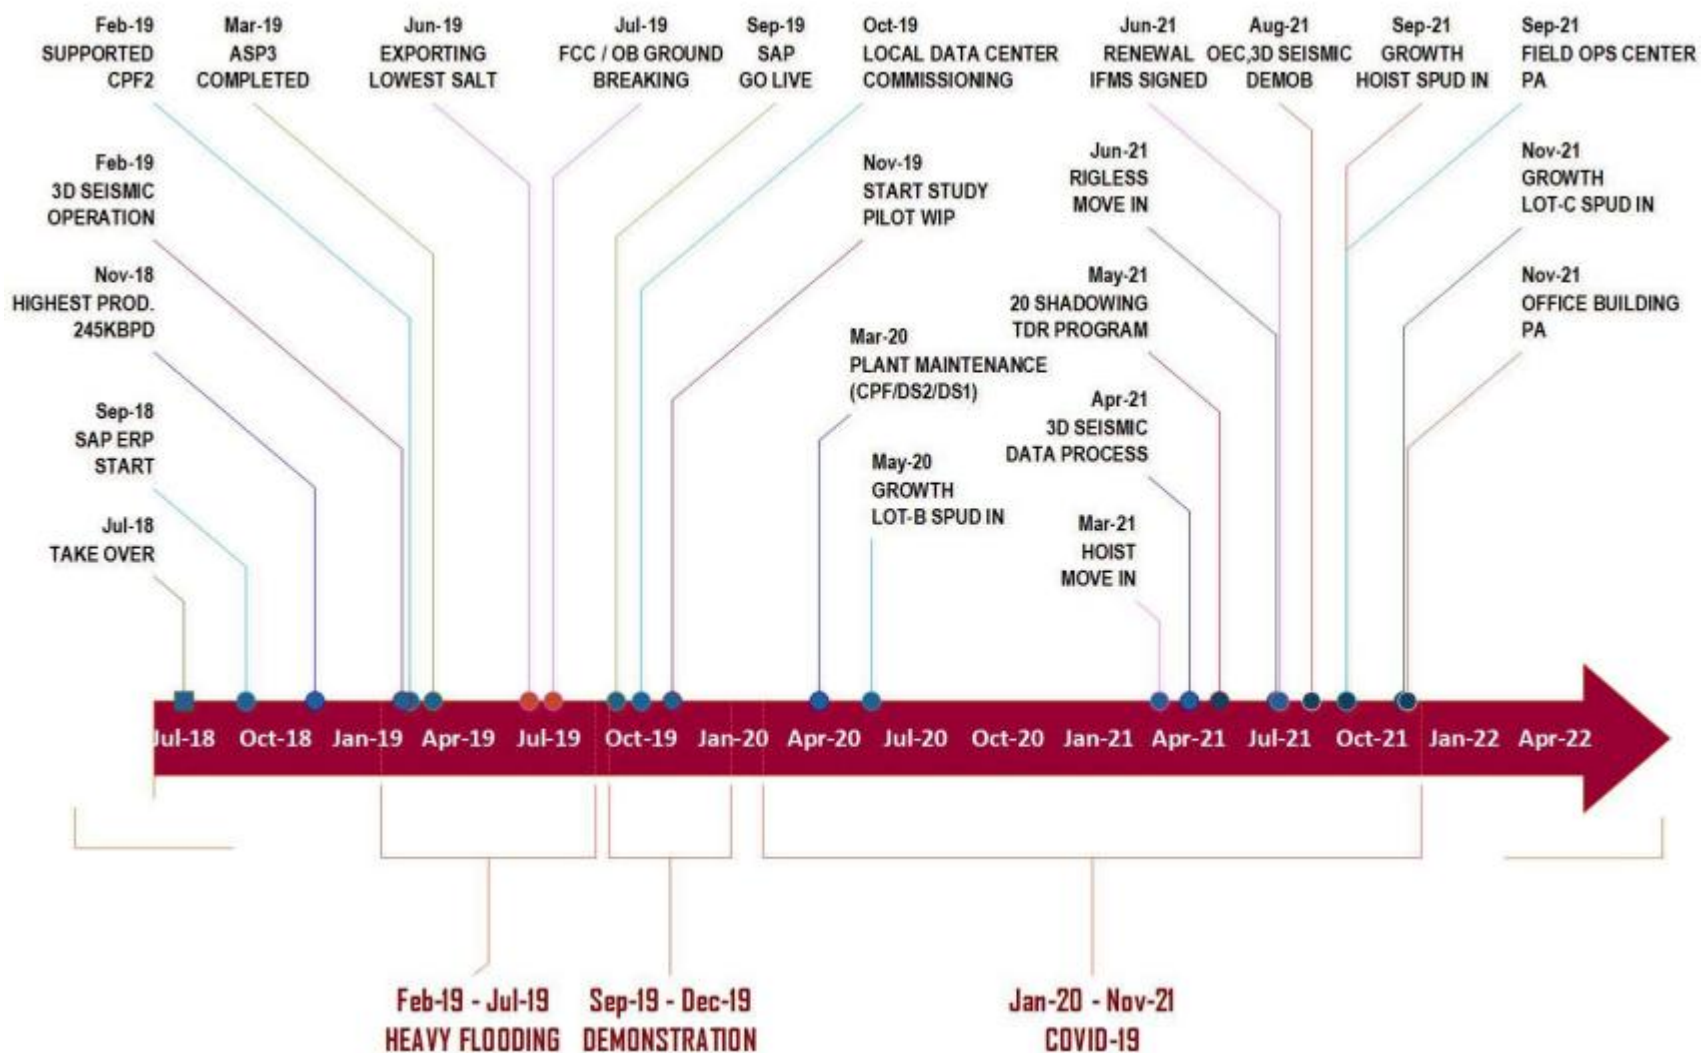 Feb-19
SUPPORTED
CPF2
Mar-19
ASP3
COMPLETED
Jun-19
EXPORTING
LOWEST SALT
Jul-19
FCC / OB GROUND
BREAKING
Sep-19
SAP
GO LIVE
Oct-19
LOCAL DATA CENTER
COMMISSIONING
Jun-21
RENEWAL
IFMS SIGNED
Aug-21
OEC,3D SEISMIC
DEMOB
Sep-21
GROWTH
HOIST SPUD IN
Sep-21
FIELD OPS CENTER
PA
Feb-19
3D SEISMIC
OPERATION
Nov-19
START STUDY
PILOT WIP
Jun-21
RIGLESS
MOVE IN
Nov-21
GROWTH
LOT-C SPUD IN
Nov-18
HIGHEST PROD.
245KBPD
Mar-20
PLANT MAINTENANCE
(CPF/DS2/DS1)
May-21
20 SHADOWING
TDR PROGRAM
Nov-21
OFFICE BUILDING
PA
Sep-18
SAP ERP
START
May-20
GROWTH
LOT-B SPUD IN
Apr-21
3D SEISMIC
DATA PROCESS
Jul-18
TAKE OVER
Mar-21
HOIST
MOVE IN
Jul-18 Oct-18 Jan-19 Apr-19 Jul-19 Oct-19 Jan-20 Apr-20 Jul-20 Oct-20 Jan-21 Apr-21 Jul-21 Oct-21 Jan-22 Apr-22
Feb-19 - Jul-19
HEAVY FLOODING
Sep-19 - Dec-19
DEMONSTRATION
Jan-20 - Nov-21
COVID-19